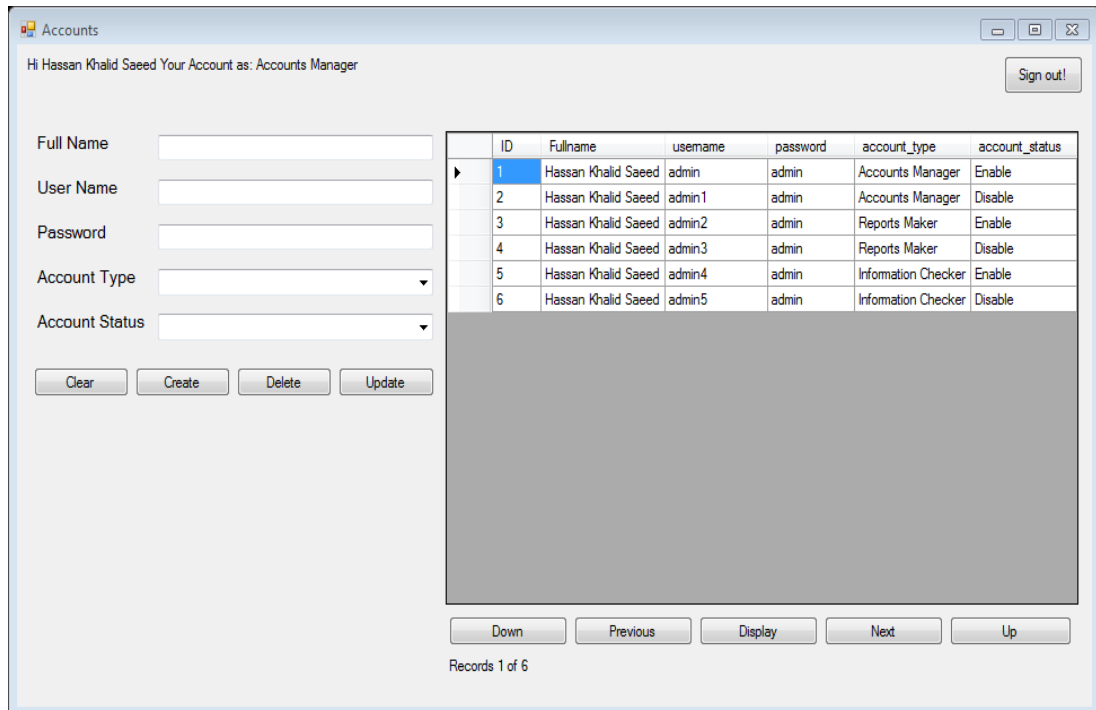 Accounts
Hi Hassan Khalid Saeed Your Account as: Accounts Manager
Sign out!
Full Name
User Name
Password
Account Type
Account Status
Clear Create Delete Update
ID Fullname username password account_type account_status
1 Hassan Khalid Saeed admin admin Accounts Manager Enable
2 Hassan Khalid Saeed admin1 admin Accounts Manager Disable
3 Hassan Khalid Saeed admin2 admin Reports Maker Enable
4 Hassan Khalid Saeed admin3 admin Reports Maker Disable
5 Hassan Khalid Saeed admin4 admin Information Checker Enable
6 Hassan Khalid Saeed admin5 admin Information Checker Disable
Down Previous Display Next Up
Records 1 of 6